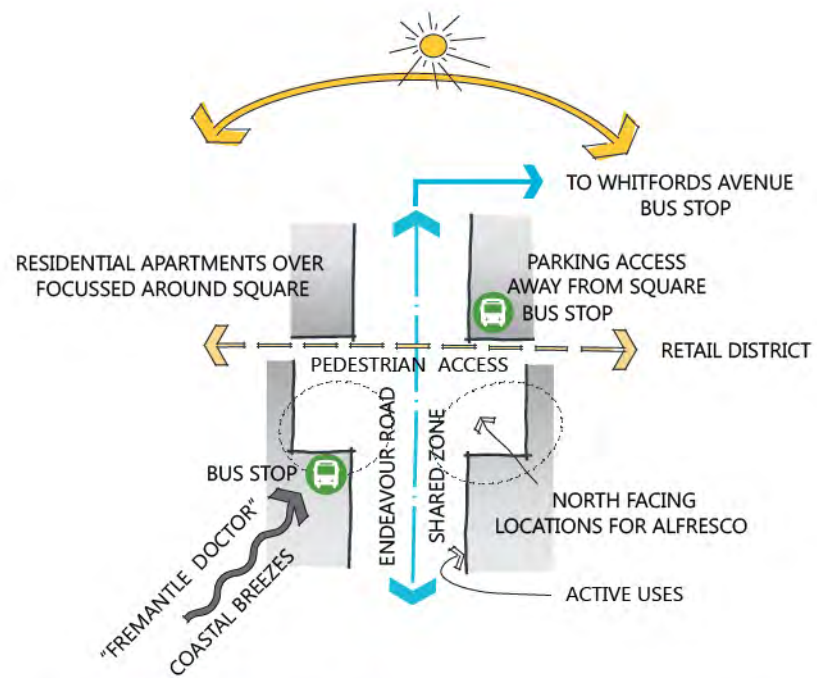 TO WHITFORDS AVENUE
BUS STOP
RESIDENTIAL APARTMENTS OVER
FOCUSSED AROUND SQUARE
PARKING ACCESS
AWAY FROM SQUARE
BUS STOP
RETAIL DISTRICT
PEDESTRIAN ACCESS
ENDEAVOUR ROAD
SHARED ZONE
BUS STOP
NORTH FACING
LOCATIONS FOR ALFRESCO
"FREMANTLE DOCTOR"
COASTAL BREEZES
ACTIVE USES